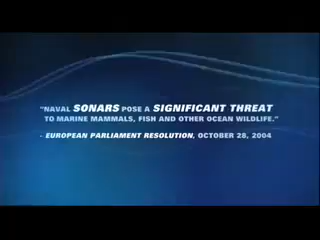 "NAVAL SONARS POSE A SIGNIFICANT THREAT
TO MARINE MAMMALS, FISH AND OTHER OCEAN WILDLIFE."
- EUROPEAN PARLIAMENT RESOLUTION, OCTOBER 28, 2004